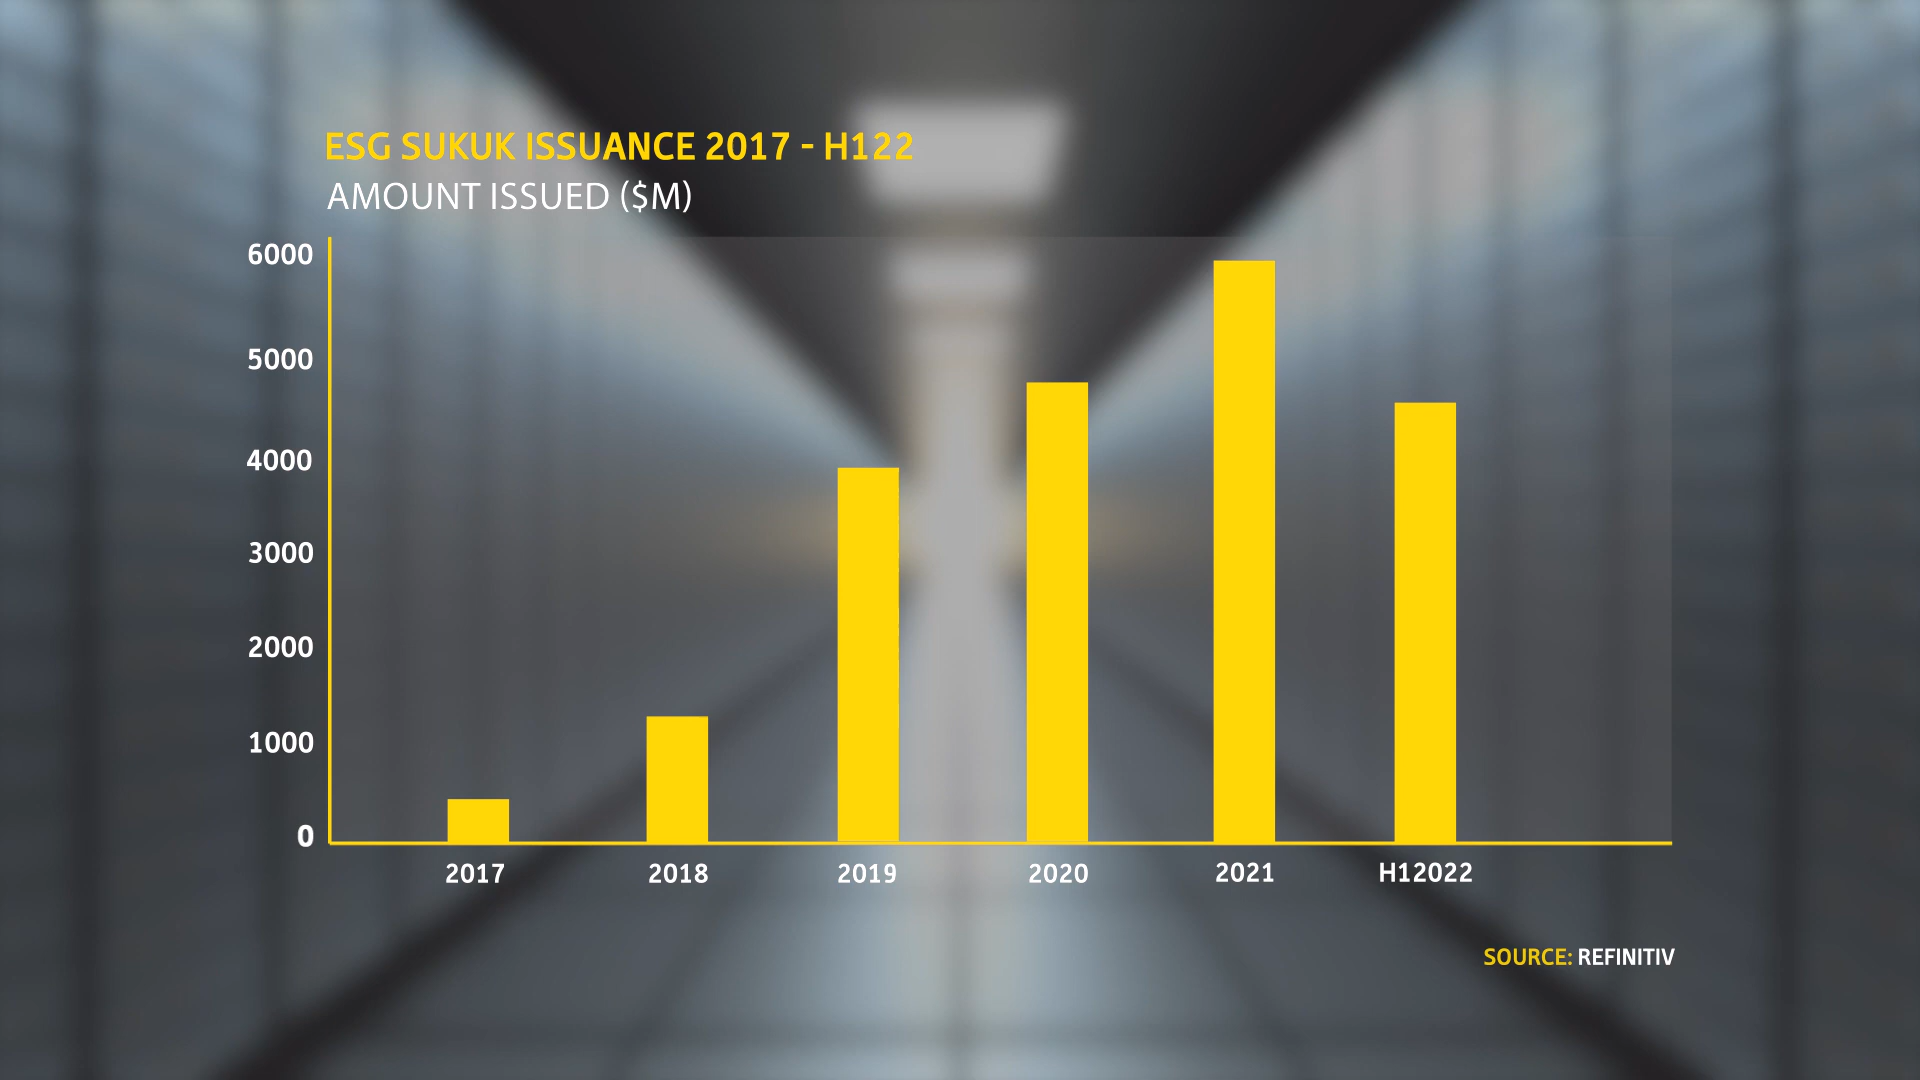 ESG SUKUK ISSUANCE 2017 - H122
AMOUNT ISSUED ($M)
6000
5000
4000
3000
2000
1000
0
2017 2018 2019 2020 2021 H12022
SOURCE: REFINITIV